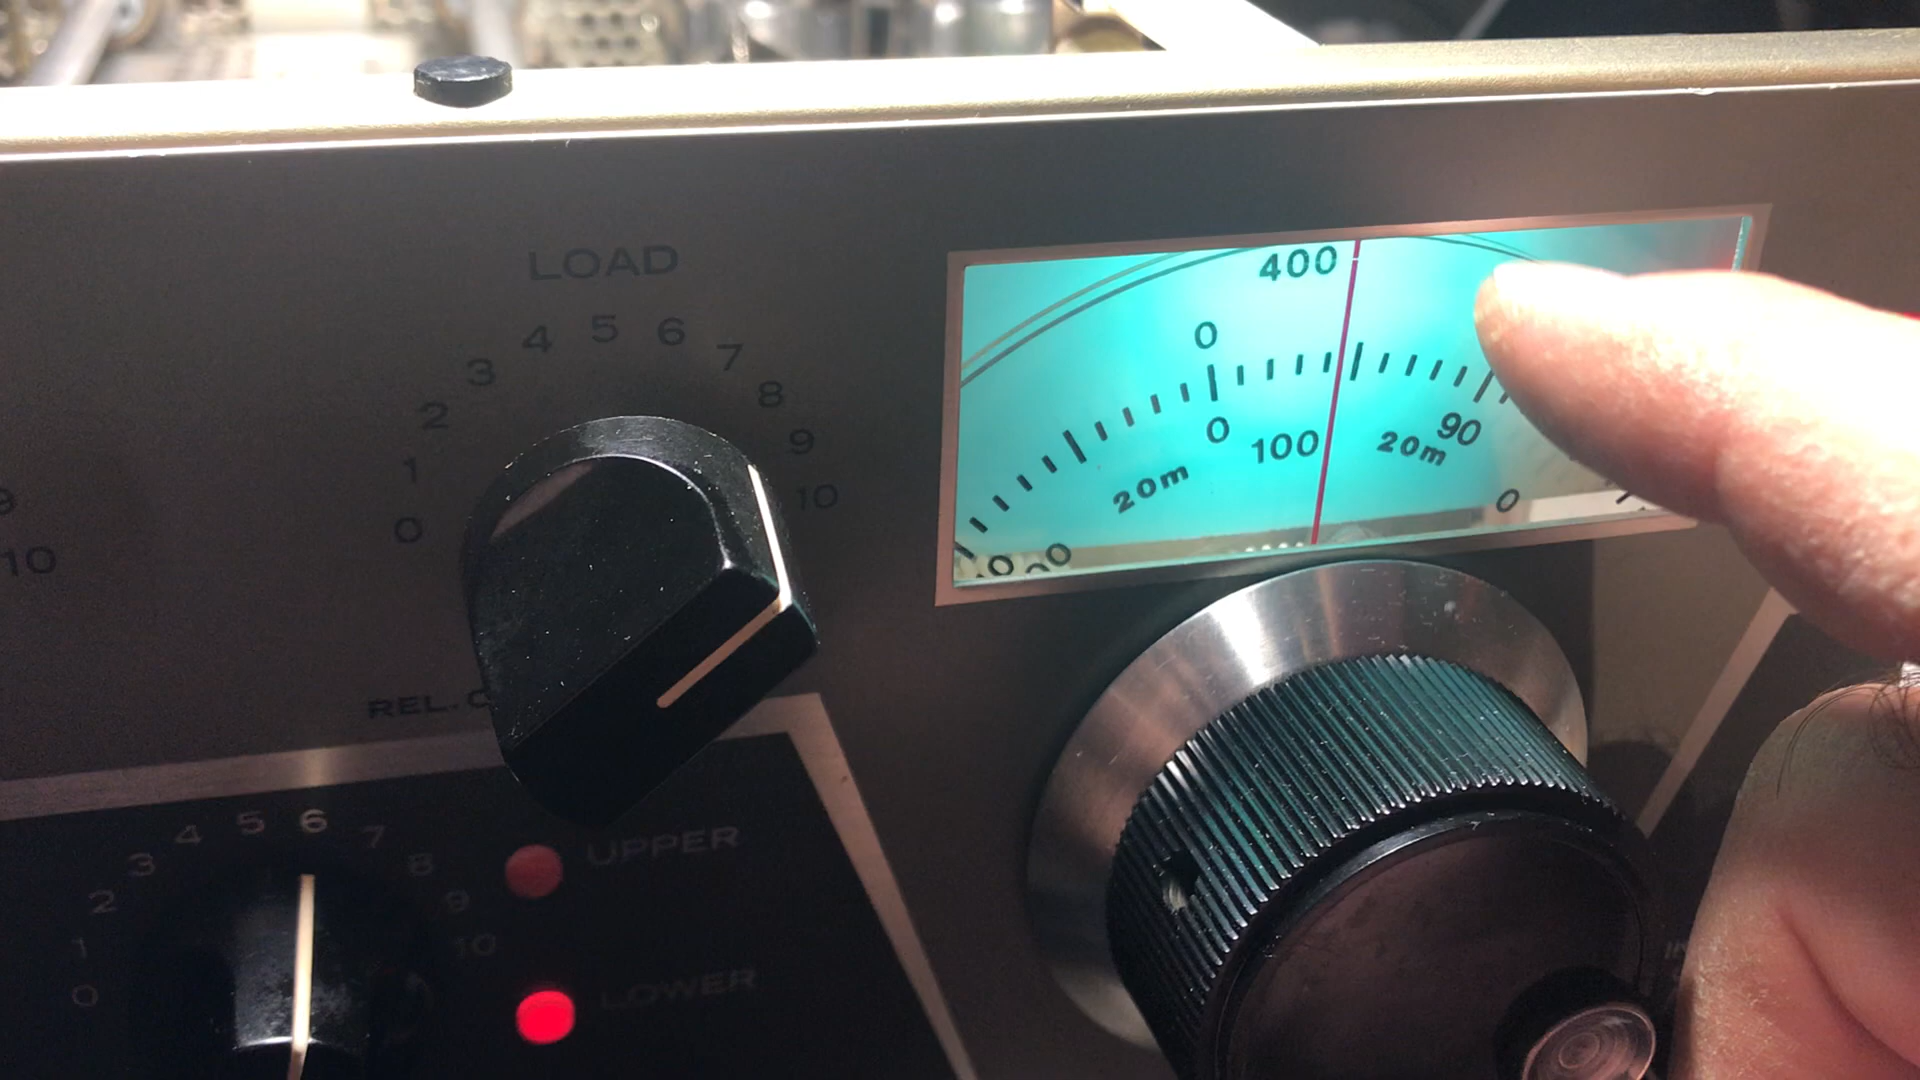 LOAD
0 1 2 3 4 5 6 7 8 9 10
10
REL.
400
0
0 100 90
20m 20m
0
0 1 2 3 4 5 6 7 8 9 10
UPPER
LOWER